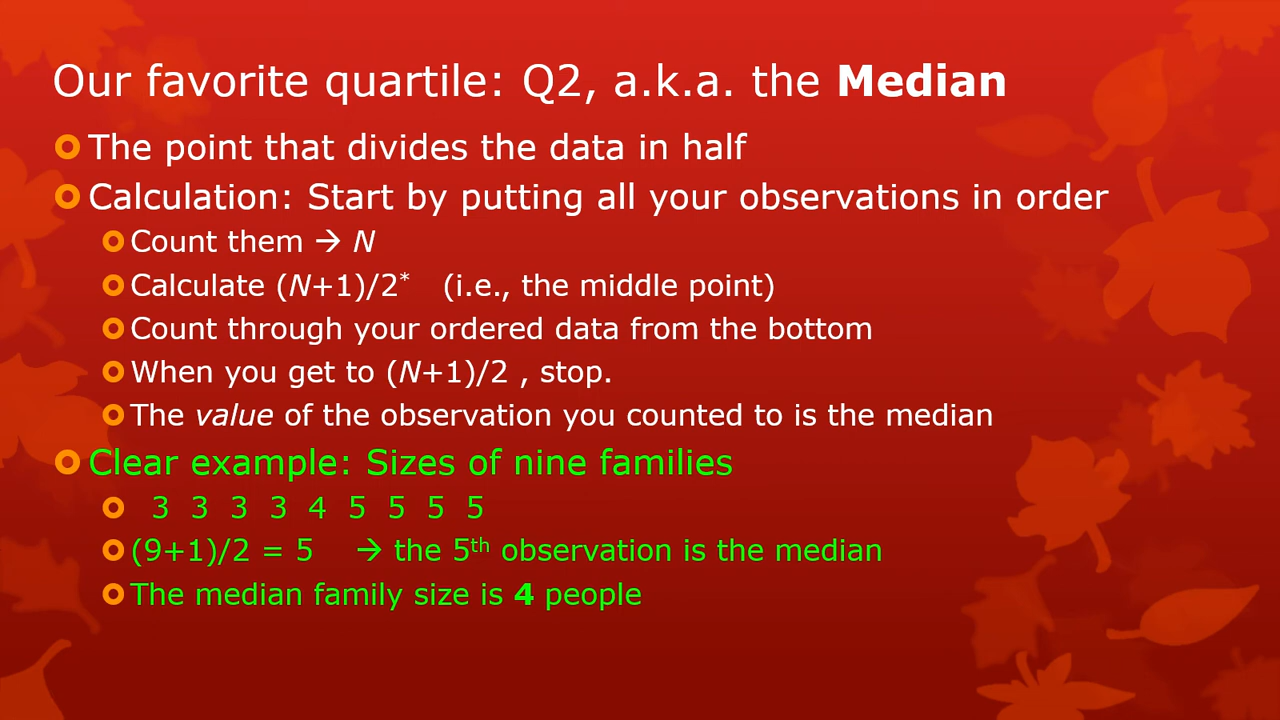 Our favorite quartile: Q2, a.k.a. the Median
The point that divides the data in half
Calculation: Start by putting all your observations in order
Count them → N
Calculate (N+1)/2* (i.e., the middle point)
Count through your ordered data from the bottom
When you get to (N+1)/2 , stop.
The value of the observation you counted to is the median
Clear example: Sizes of nine families
3 3 3 3 4 5 5 5 5
(9+1)/2 = 5 → the 5th observation is the median
The median family size is 4 people